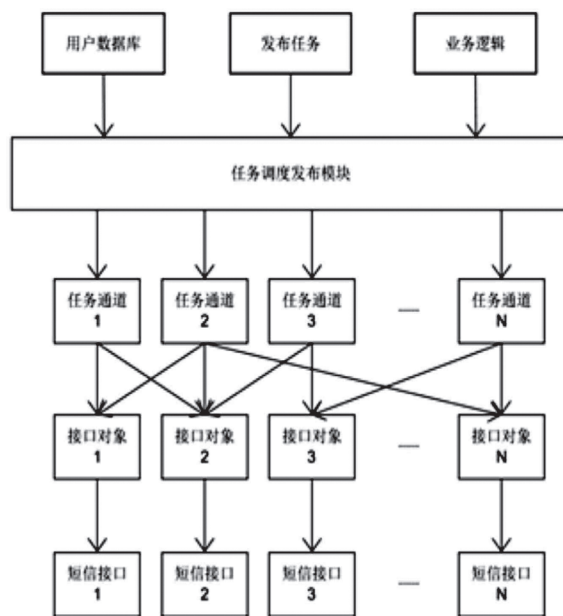 用户数据库
发布任务
业务逻辑
任务调度发布模块
任务通道
1
任务通道
2
任务通道
3
任务通道
N
接口对象
1
接口对象
2
接口对象
3
接口对象
N
短信接口
1
短信接口
2
短信接口
3
短信接口
N